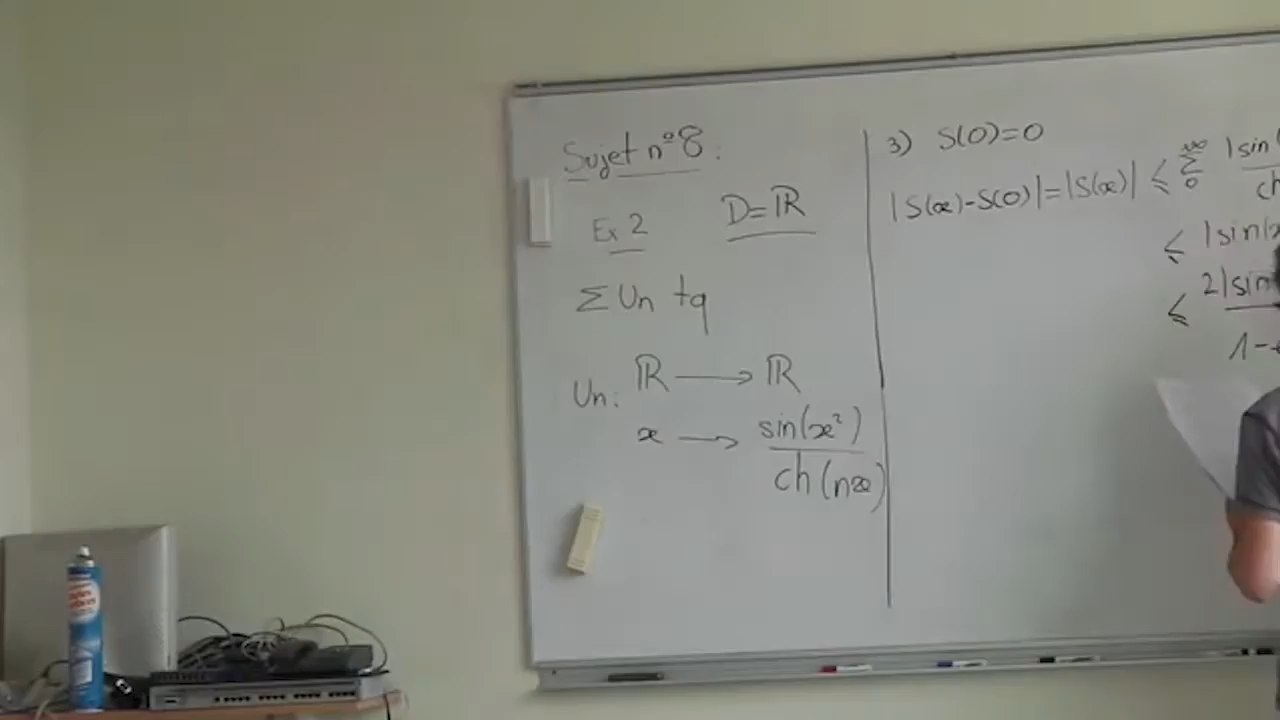 Sujet n°8.
Ex 2 D=ℝ
Σ Un tq
Un: ℝ ⟶ ℝ
x ⟶ sin(x²)
ch(nx)
3) S(0)=0
|S(x)-S(0)|=|S(x)| ≤ Σ |sin(
0
ch
≤ |sin(x
≤ 2|sin
1-